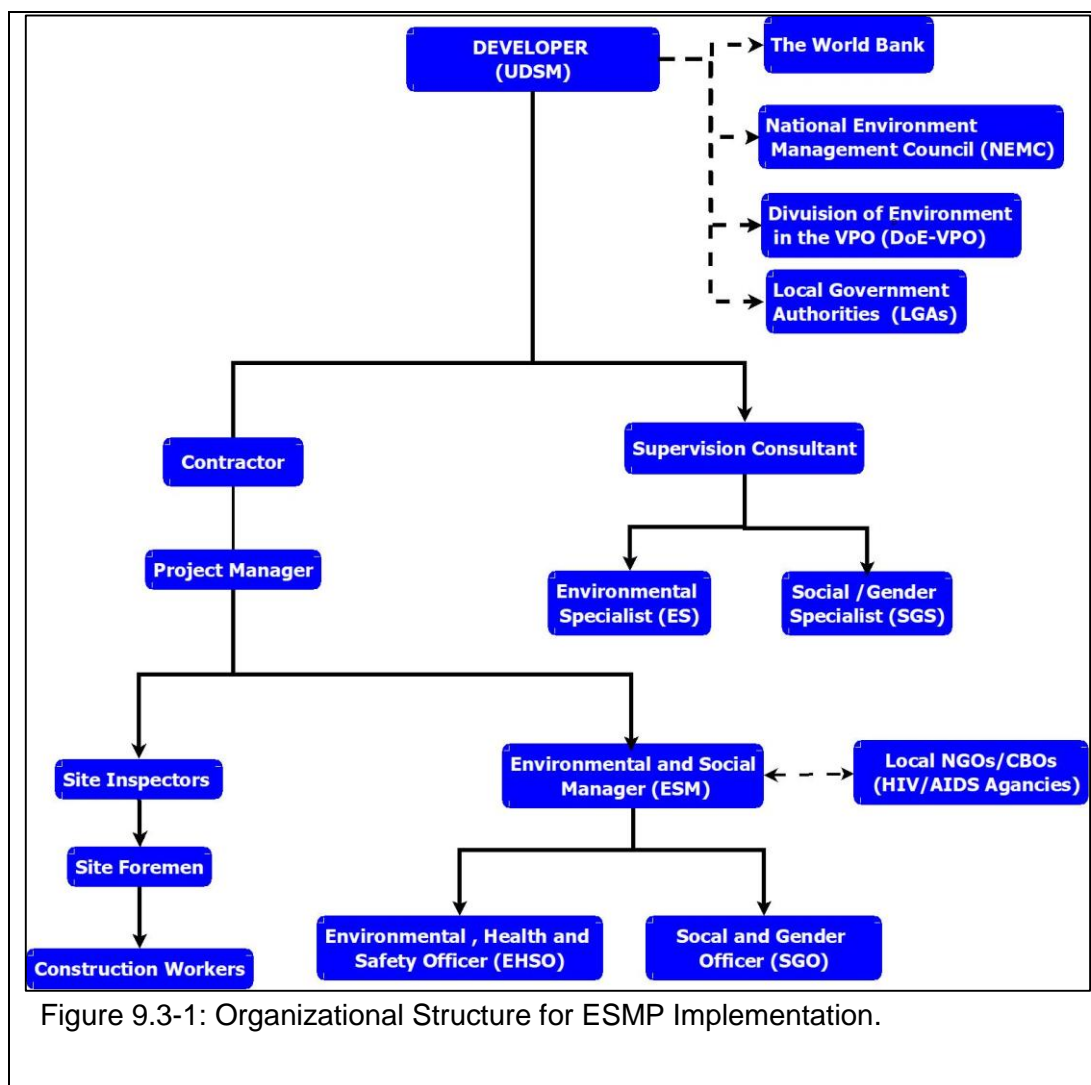 DEVELOPER
(UDSM)
The World Bank
National Environment
Management Council (NEMC)
Divuision of Environment
in the VPO (DoE-VPO)
Local Government
Authorities (LGAs)
Contractor
Supervision Consultant
Project Manager
Environmental
Specialist (ES)
Social /Gender
Specialist (SGS)
Site Inspectors
Environmental and Social
Manager (ESM)
Local NGOs/CBOs
(HIV/AIDS Agancies)
Site Foremen
Environmental , Health and
Safety Officer (EHSO)
Socal and Gender
Officer (SGO)
Construction Workers
Figure 9.3-1: Organizational Structure for ESMP Implementation.